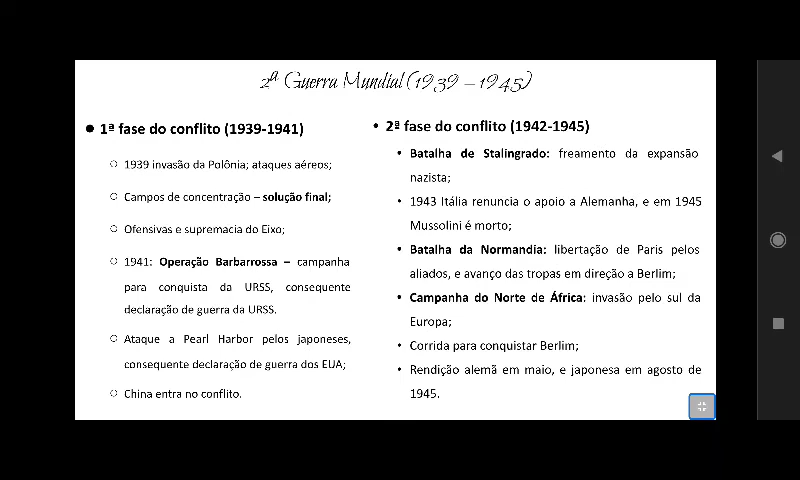 2ª Guerra Mundial (1939 – 1945)
• 1ª fase do conflito (1939-1941)
○ 1939 invasão da Polônia; ataques aéreos;
○ Campos de concentração – solução final;
○ Ofensivas e supremacia do Eixo;
○ 1941: Operação Barbarrossa – campanha
para conquista da URSS, consequente
declaração de guerra da URSS.
○ Ataque a Pearl Harbor pelos japoneses,
consequente declaração de guerra dos EUA;
○ China entra no conflito.
• 2ª fase do conflito (1942-1945)
• Batalha de Stalingrado: freamento da expansão
nazista;
• 1943 Itália renuncia o apoio a Alemanha, e em 1945
Mussolini é morto;
• Batalha da Normandia: libertação de Paris pelos
aliados, e avanço das tropas em direção a Berlim;
• Campanha do Norte de África: invasão pelo sul da
Europa;
• Corrida para conquistar Berlim;
• Rendição alemã em maio, e japonesa em agosto de
1945.